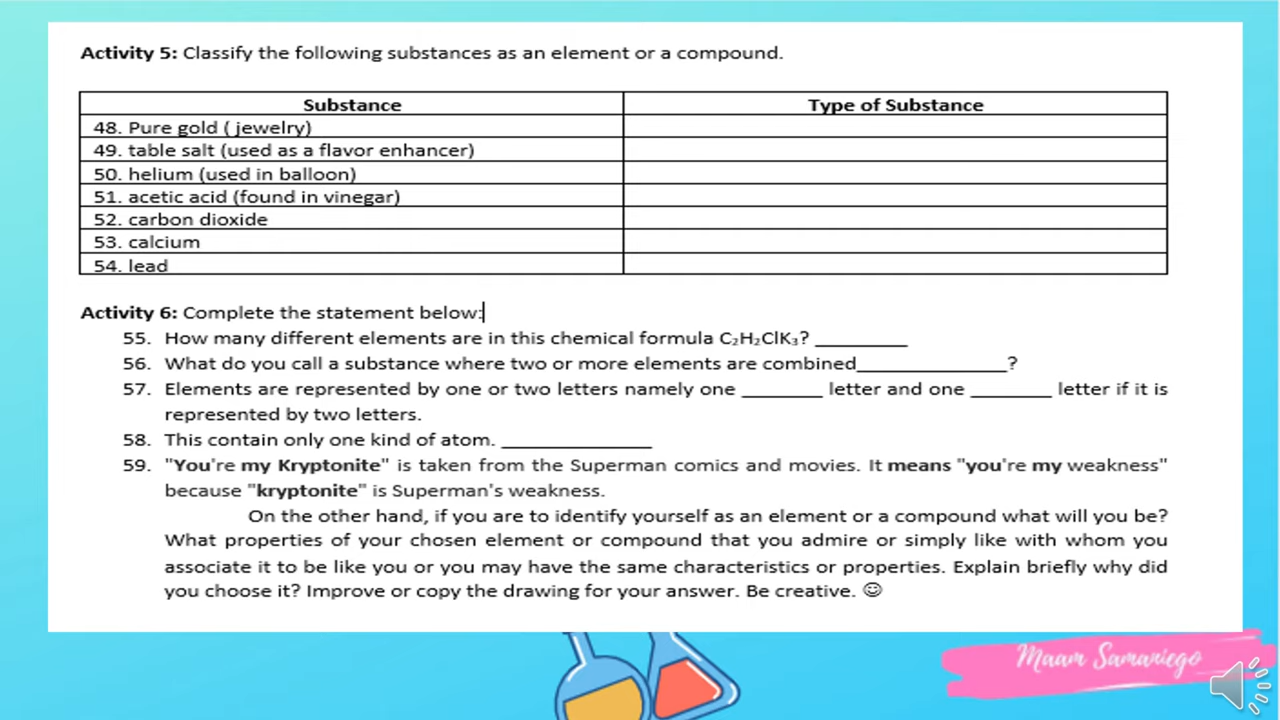 Activity 5: Classify the following substances as an element or a compound.
Substance Type of Substance
48. Pure gold ( jewelry)
49. table salt (used as a flavor enhancer)
50. helium (used in balloon)
51. acetic acid (found in vinegar)
52. carbon dioxide
53. calcium
54. lead
Activity 6: Complete the statement below:
55. How many different elements are in this chemical formula C₂H₂ClK₃? _________
56. What do you call a substance where two or more elements are combined_______________?
57. Elements are represented by one or two letters namely one ________ letter and one ________ letter if it is
represented by two letters.
58. This contain only one kind of atom. _______________
59. "You're my Kryptonite" is taken from the Superman comics and movies. It means "you're my weakness"
because "kryptonite" is Superman's weakness.
On the other hand, if you are to identify yourself as an element or a compound what will you be?
What properties of your chosen element or compound that you admire or simply like with whom you
associate it to be like you or you may have the same characteristics or properties. Explain briefly why did
you choose it? Improve or copy the drawing for your answer. Be creative. ☺
Maam Samaniego